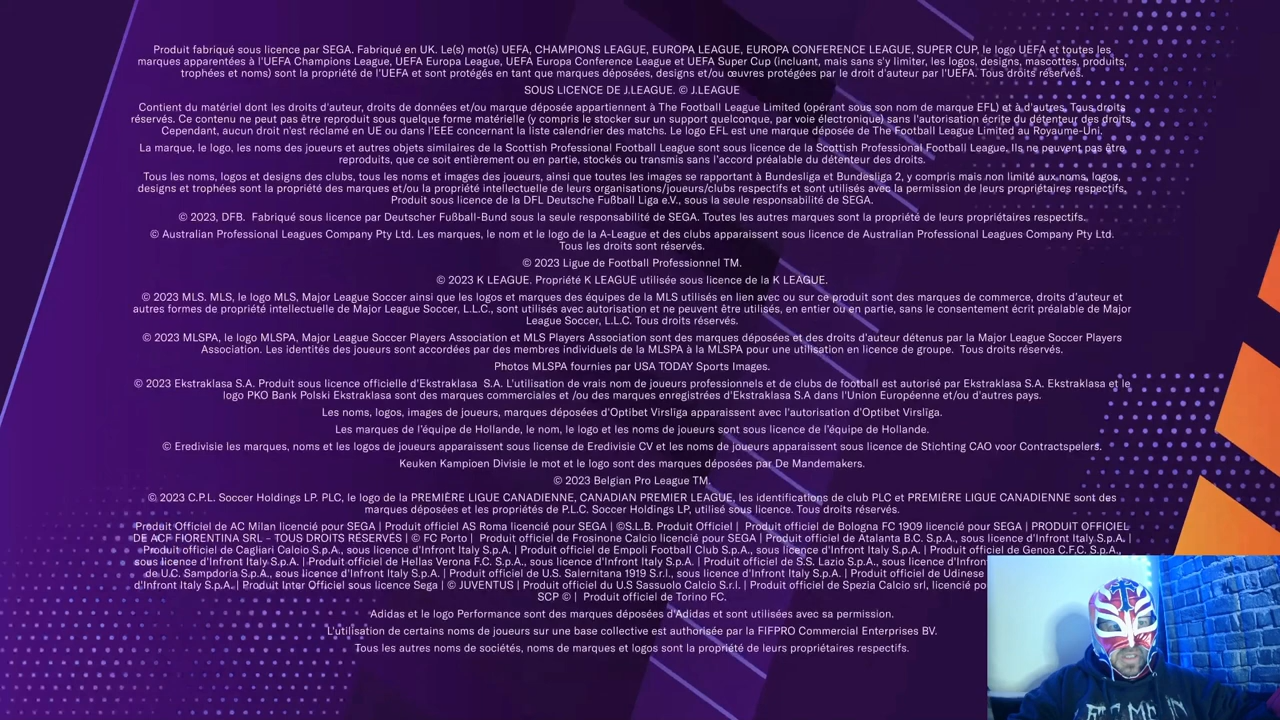 Produit fabriqué sous licence par SEGA. Fabriqué en UK. Le(s) mot(s) UEFA, CHAMPIONS LEAGUE, EUROPA LEAGUE, EUROPA CONFERENCE LEAGUE, SUPER CUP, le logo UEFA et toutes les
marques apparentées à l'UEFA Champions League, UEFA Europa League, UEFA Europa Conference League et UEFA Super Cup (incluant, mais sans s'y limiter, les logos, designs, mascottes, produits,
trophées et noms) sont la propriété de l'UEFA et sont protégés en tant que marques déposées, designs et/ou œuvres protégées par le droit d'auteur par l'UEFA. Tous droits réservés.
SOUS LICENCE DE J.LEAGUE. © J.LEAGUE
Contient du matériel dont les droits d'auteur, droits de données et/ou marque déposée appartiennent à The Football League Limited (opérant sous son nom de marque EFL) et à d'autres. Tous droits
réservés. Ce contenu ne peut pas être reproduit sous quelque forme matérielle (y compris le stocker sur un support quelconque, par voie électronique) sans l'autorisation écrite du détenteur des droits.
Cependant, aucun droit n'est réclamé en UE ou dans l'EEE concernant la liste calendrier des matchs. Le logo EFL est une marque déposée de The Football League Limited au Royaume-Uni.
La marque, le logo, les noms des joueurs et autres objets similaires de la Scottish Professional Football League sont sous licence de la Scottish Professional Football League. Ils ne peuvent pas être
reproduits, que ce soit entièrement ou en partie, stockés ou transmis sans l'accord préalable du détenteur des droits.
Tous les noms, logos et designs des clubs, tous les noms et images des joueurs, ainsi que toutes les images se rapportant à Bundesliga et Bundesliga 2, y compris mais non limité aux noms, logos,
designs et trophées sont la propriété des marques et/ou la propriété intellectuelle de leurs organisations/joueurs/clubs respectifs et sont utilisés avec la permission de leurs propriétaires respectifs.
Produit sous licence de la DFL Deutsche Fußball Liga e.V., sous la seule responsabilité de SEGA.
© 2023, DFB. Fabriqué sous licence par Deutscher Fußball-Bund sous la seule responsabilité de SEGA. Toutes les autres marques sont la propriété de leurs propriétaires respectifs.
© Australian Professional Leagues Company Pty Ltd. Les marques, le nom et le logo de la A-League et des clubs apparaissent sous licence de Australian Professional Leagues Company Pty Ltd.
Tous les droits sont réservés.
© 2023 Ligue de Football Professionnel TM.
© 2023 K LEAGUE. Propriété K LEAGUE utilisée sous licence de la K LEAGUE.
© 2023 MLS. MLS, le logo MLS, Major League Soccer ainsi que les logos et marques des équipes de la MLS utilisés en lien avec ou sur ce produit sont des marques de commerce, droits d'auteur et
autres formes de propriété intellectuelle de Major League Soccer, L.L.C., sont utilisés avec autorisation et ne peuvent être utilisés, en entier ou en partie, sans le consentement écrit préalable de Major
League Soccer, L.L.C. Tous droits réservés.
© 2023 MLSPA, le logo MLSPA, Major League Soccer Players Association et MLS Players Association sont des marques déposées et des droits d'auteur détenus par la Major League Soccer Players
Association. Les identités des joueurs sont accordées par des membres individuels de la MLSPA à la MLSPA pour une utilisation en licence de groupe. Tous droits réservés.
Photos MLSPA fournies par USA TODAY Sports Images.
© 2023 Ekstraklasa S.A. Produit sous licence officielle d'Ekstraklasa S.A. L'utilisation de vrais nom de joueurs professionnels et de clubs de football est autorisé par Ekstraklasa S.A. Ekstraklasa et le
logo PKO Bank Polski Ekstraklasa sont des marques commerciales et /ou des marques enregistrées d'Ekstraklasa S.A dans l'Union Européenne et/ou d'autres pays.
Les noms, logos, images de joueurs, marques déposées d'Optibet Virsliga apparaissent avec l'autorisation d'Optibet Virsliga.
Les marques de l'équipe de Hollande, le nom, le logo et les noms de joueurs sont sous licence de l'équipe de Hollande.
© Eredivisie les marques, noms et les logos de joueurs apparaissent sous license de Eredivisie CV et les noms de joueurs apparaissent sous licence de Stichting CAO voor Contractspelers.
Keuken Kampioen Divisie le mot et le logo sont des marques déposées par De Mandemakers.
© 2023 Belgian Pro League TM.
© 2023 C.P.L. Soccer Holdings LP. PLC, le logo de la PREMIÈRE LIGUE CANADIENNE, CANADIAN PREMIER LEAGUE, les identifications de club PLC et PREMIÈRE LIGUE CANADIENNE sont des
marques déposées et les propriétés de P.L.C. Soccer Holdings LP, utilisé sous licence. Tous droits réservés.
Produit Officiel de AC Milan licencié pour SEGA | Produit officiel AS Roma licencié pour SEGA | ©S.L.B. Produit Officiel | Produit officiel de Bologna FC 1909 licencié pour SEGA | PRODUIT OFFICIEL
DE ACF FIORENTINA SRL – TOUS DROITS RÉSERVÉS | © FC Porto | Produit officiel de Frosinone Calcio licencié pour SEGA | Produit officiel de Atalanta B.C. S.p.A., sous licence d'Infront Italy S.p.A. |
Produit officiel de Cagliari Calcio S.p.A., sous licence d'Infront Italy S.p.A. | Produit officiel de Empoli Football Club S.p.A., sous licence d'Infront Italy S.p.A. | Produit officiel de Genoa C.F.C. S.p.A.,
sous licence d'Infront Italy S.p.A. | Produit officiel de Hellas Verona F.C. S.p.A., sous licence d'Infront Italy S.p.A. | Produit officiel de S.S. Lazio S.p.A., sous licence d'Infront
de U.C. Sampdoria S.p.A., sous licence d'Infront Italy S.p.A. | Produit officiel de U.S. Salernitana 1919 S.r.l., sous licence d'Infront Italy S.p.A. | Produit officiel de Udinese
d'Infront Italy S.p.A. | Produit Inter Officiel sous licence Sega | © JUVENTUS | Produit officiel du U.S Sassuolo Calcio S.r.l. | Produit officiel de Spezia Calcio srl, licencié
SCP © | Produit officiel de Torino FC.
Adidas et le logo Performance sont des marques déposées d'Adidas et sont utilisées avec sa permission.
L'utilisation de certains noms de joueurs sur une base collective est authorisée par la FIFPRO Commercial Enterprises BV.
Tous les autres noms de sociétés, noms de marques et logos sont la propriété de leurs propriétaires respectifs.